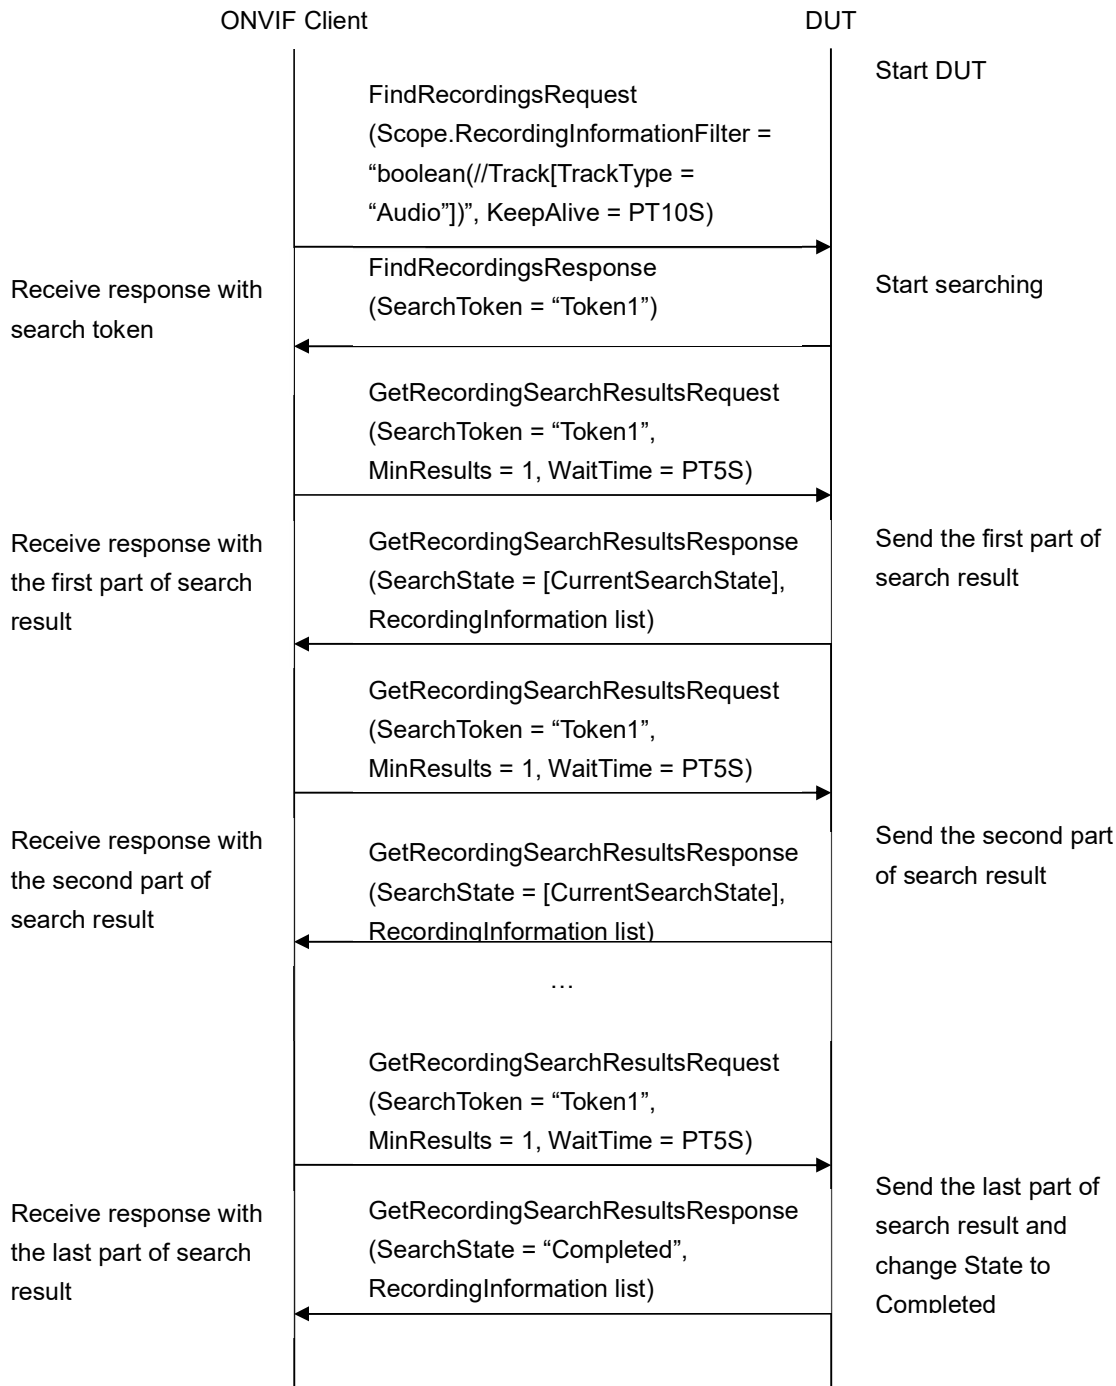 ONVIF Client
DUT
Start DUT
FindRecordingsRequest
(Scope.RecordingInformationFilter =
“boolean(//Track[TrackType =
“Audio”])”, KeepAlive = PT10S)
FindRecordingsResponse
(SearchToken = “Token1”)
Receive response with
search token
Start searching
GetRecordingSearchResultsRequest
(SearchToken = “Token1”,
MinResults = 1, WaitTime = PT5S)
Receive response with
the first part of search
result
GetRecordingSearchResultsResponse
(SearchState = [CurrentSearchState],
RecordingInformation list)
Send the first part of
search result
GetRecordingSearchResultsRequest
(SearchToken = “Token1”,
MinResults = 1, WaitTime = PT5S)
Receive response with
the second part of
search result
GetRecordingSearchResultsResponse
(SearchState = [CurrentSearchState],
RecordingInformation list)
Send the second part
of search result
…
GetRecordingSearchResultsRequest
(SearchToken = “Token1”,
MinResults = 1, WaitTime = PT5S)
Receive response with
the last part of search
result
GetRecordingSearchResultsResponse
(SearchState = “Completed”,
RecordingInformation list)
Send the last part of
search result and
change State to
Completed